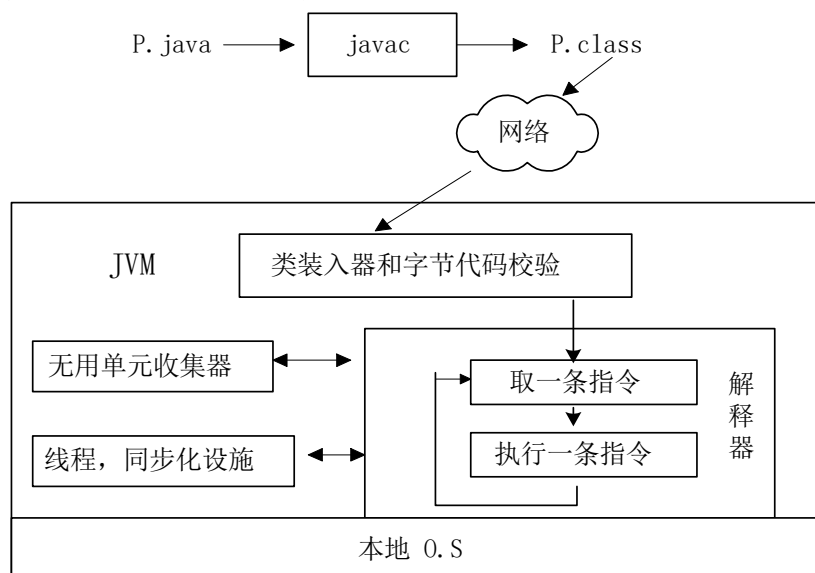 P.java
javac
P.class
网络
JVM
类装入器和字节代码校验
无用单元收集器
取一条指令
解释器
线程，同步化设施
执行一条指令
本地 O.S